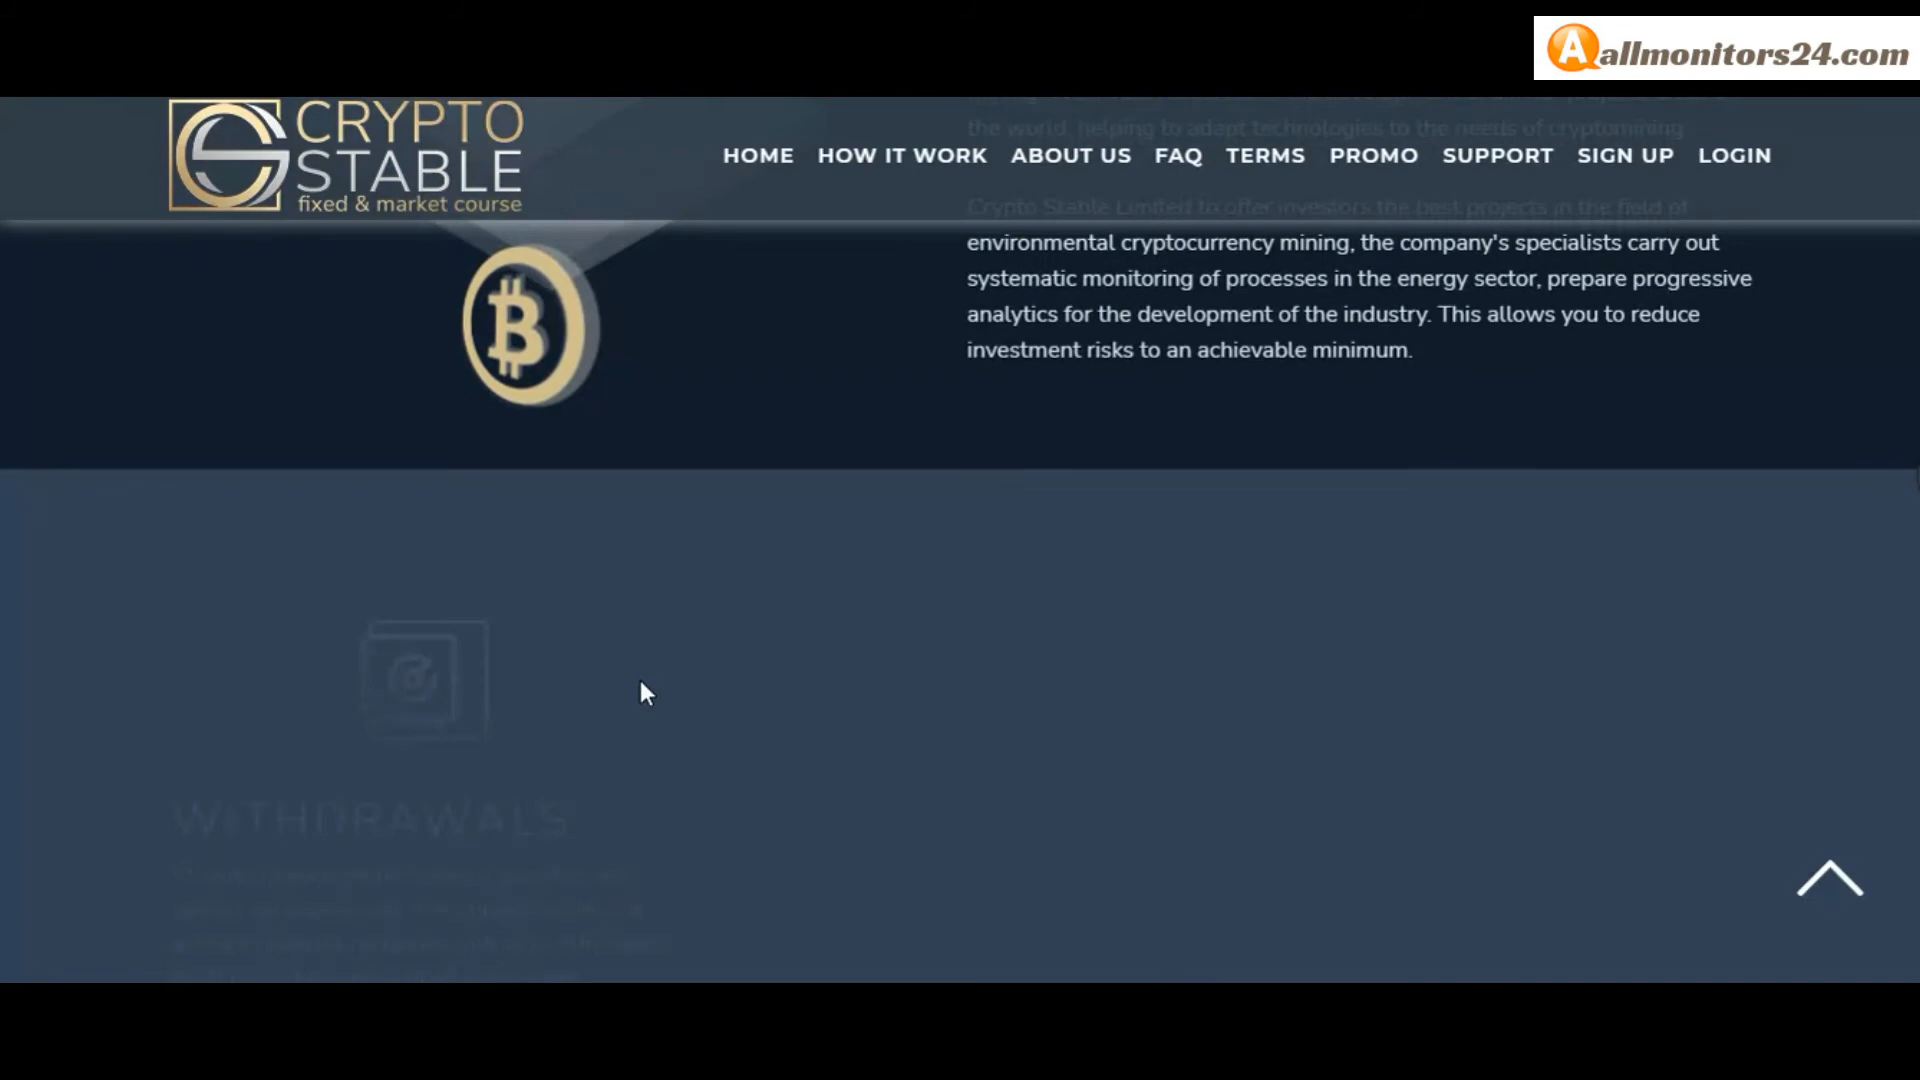 allmonitors24.com
CRYPTO
STABLE
fixed & market course
HOME HOW IT WORK ABOUT US FAQ TERMS PROMO SUPPORT SIGN UP LOGIN
the world, helping to adapt technologies to the needs of cryptomining
Crypto Stable Limited to offer investors the best projects in the field of
environmental cryptocurrency mining, the company's specialists carry out
systematic monitoring of processes in the energy sector, prepare progressive
analytics for the development of the industry. This allows you to reduce
investment risks to an achievable minimum.
WITHDRAWALS